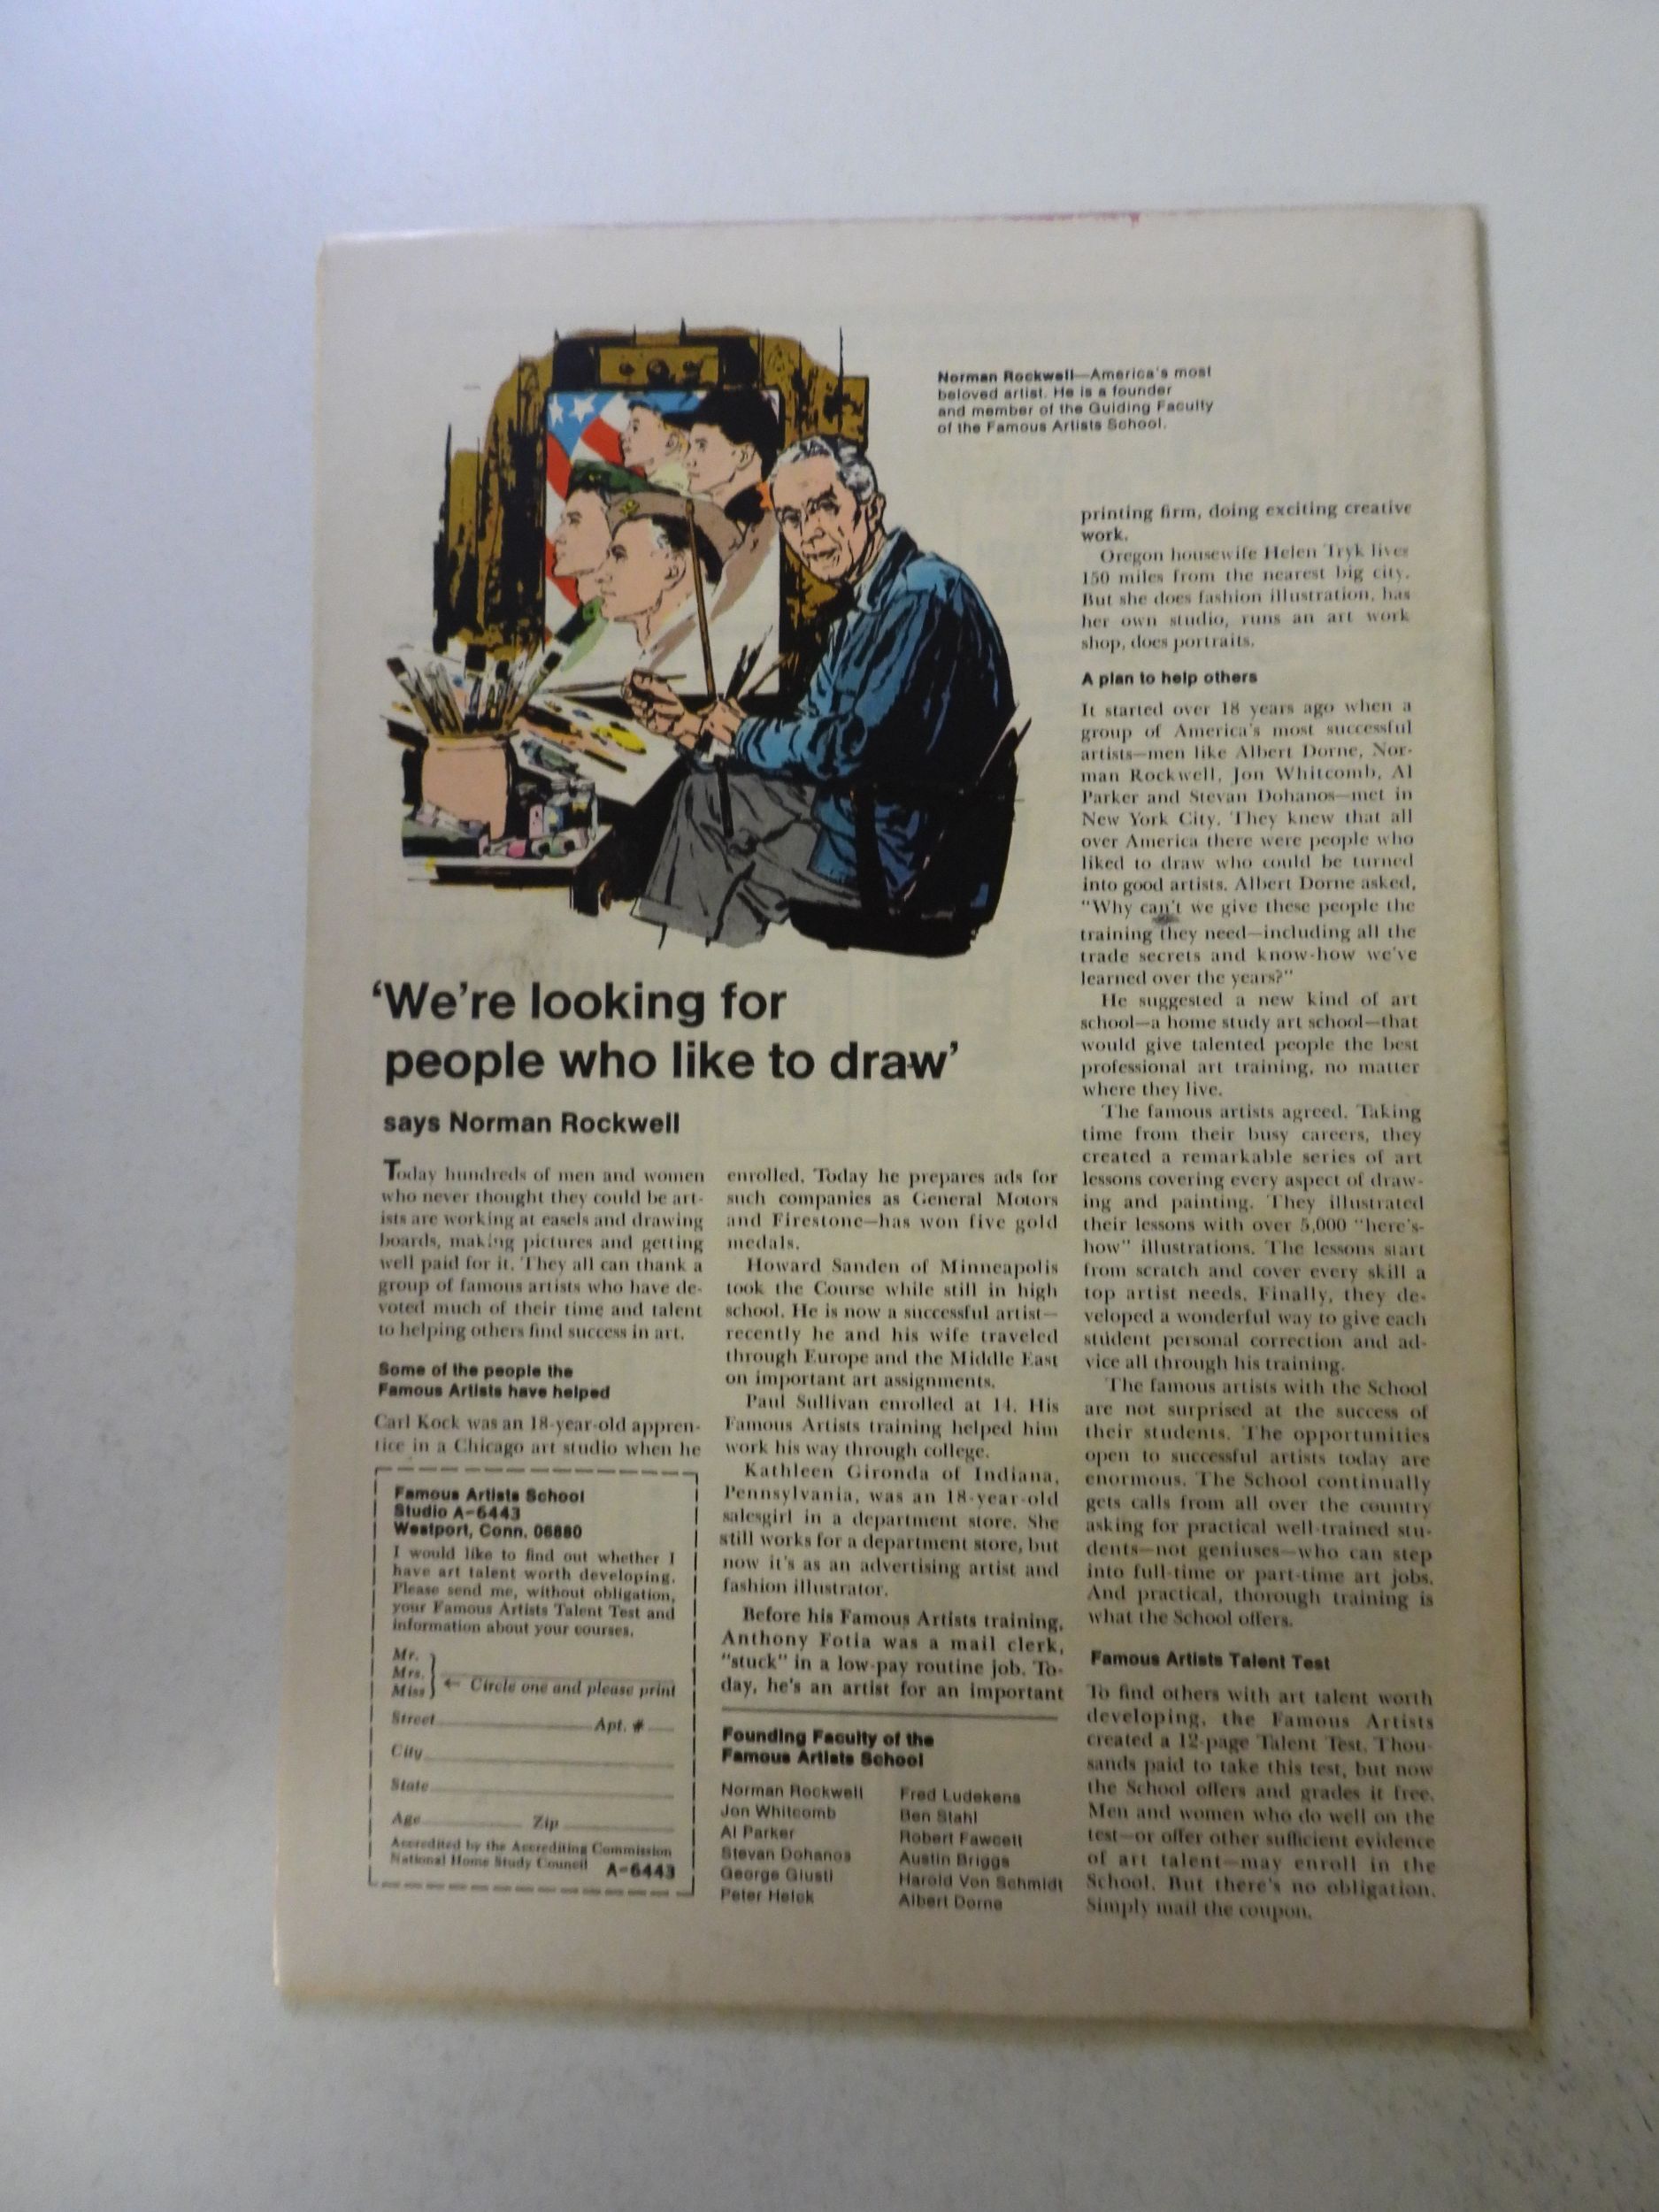 Norman Rockwell—America's most
beloved artist. He is a founder
and member of the Guiding Faculty
of the Famous Artists School.
'We're looking for
people who like to draw'
says Norman Rockwell
Today hundreds of men and women
who never thought they could be art-
ists are working at easels and drawing
boards, making pictures and getting
well paid for it. They all can thank a
group of famous artists who have de-
voted much of their time and talent
to helping others find success in art.
Some of the people the
Famous Artists have helped
Carl Kock was an 18-year-old appren-
tice in a Chicago art studio when he
enrolled. Today he prepares ads for
such companies as General Motors
and Firestone—has won five gold
medals.
Howard Sanden of Minneapolis
took the Course while still in high
school. He is now a successful artist—
recently he and his wife traveled
through Europe and the Middle East
on important art assignments.
Paul Sullivan enrolled at 14. His
Famous Artists training helped him
work his way through college.
Kathleen Gironda of Indiana,
Pennsylvania, was an 18-year-old
salesgirl in a department store. She
still works for a department store, but
now it's as an advertising artist and
fashion illustrator.
Before his Famous Artists training,
Anthony Fotia was a mail clerk,
"stuck" in a low-pay routine job. To-
day, he's an artist for an important
printing firm, doing exciting creative
work.
Oregon housewife Helen Tryk lives
150 miles from the nearest big city.
But she does fashion illustration, has
her own studio, runs an art work
shop, does portraits.
A plan to help others
It started over 18 years ago when a
group of America's most successful
artists—men like Albert Dorne, Nor-
man Rockwell, Jon Whitcomb, Al
Parker and Stevan Dohanos—met in
New York City. They knew that all
over America there were people who
liked to draw who could be turned
into good artists. Albert Dorne asked,
"Why can't we give these people the
training they need—including all the
trade secrets and know-how we've
learned over the years?"
He suggested a new kind of art
school—a home study art school—that
would give talented people the best
professional art training, no matter
where they live.
The famous artists agreed. Taking
time from their busy careers, they
created a remarkable series of art
lessons covering every aspect of draw-
ing and painting. They illustrated
their lessons with over 5,000 "here's-
how" illustrations. The lessons start
from scratch and cover every skill a
top artist needs. Finally, they de-
veloped a wonderful way to give each
student personal correction and ad-
vice all through his training.
The famous artists with the School
are not surprised at the success of
their students. The opportunities
open to successful artists today are
enormous. The School continually
gets calls from all over the country
asking for practical well-trained stu-
dents—not geniuses—who can step
into full-time or part-time art jobs.
And practical, thorough training is
what the School offers.
Famous Artists Talent Test
To find others with art talent worth
developing, the Famous Artists
created a 12-page Talent Test. Thou-
sands paid to take this test, but now
the School offers and grades it free.
Men and women who do well on the
test—or offer other sufficient evidence
of art talent—may enroll in the
School. But there's no obligation.
Simply mail the coupon.
Founding Faculty of the
Famous Artists School
Norman Rockwell
Jon Whitcomb
Al Parker
Stevan Dohanos
George Giusti
Peter Helck
Fred Ludekens
Ben Stahl
Robert Fawcett
Austin Briggs
Harold Von Schmidt
Albert Dorne
Famous Artists School
Studio A-6443
Westport, Conn. 06880
I would like to find out whether I
have art talent worth developing.
Please send me, without obligation,
your Famous Artists Talent Test and
information about your courses.
Mr.
Mrs.
Miss
← Circle one and please print
Street Apt. #
City
State
Age Zip
Accredited by the Accrediting Commission
National Home Study Council A-6443